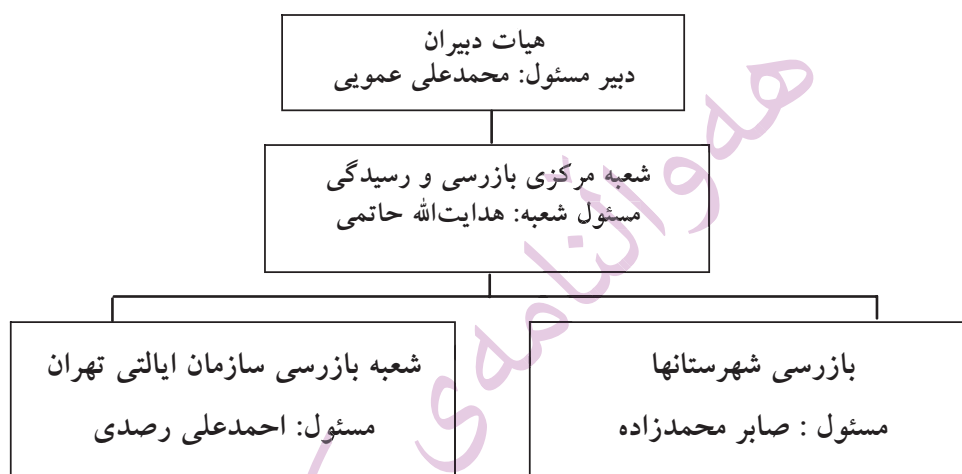 هیات دبیران
دبیر مسئول: محمدعلی عمویی
شعبه مرکزی بازرسی و رسیدگی
مسئول شعبه: هدایت‌الله حاتمی
بازرسی شهرستانها
مسئول : صابر محمدزاده
شعبه بازرسی سازمان ایالتی تهران
مسئول: احمدعلی رصدی
هەواڵنامەی